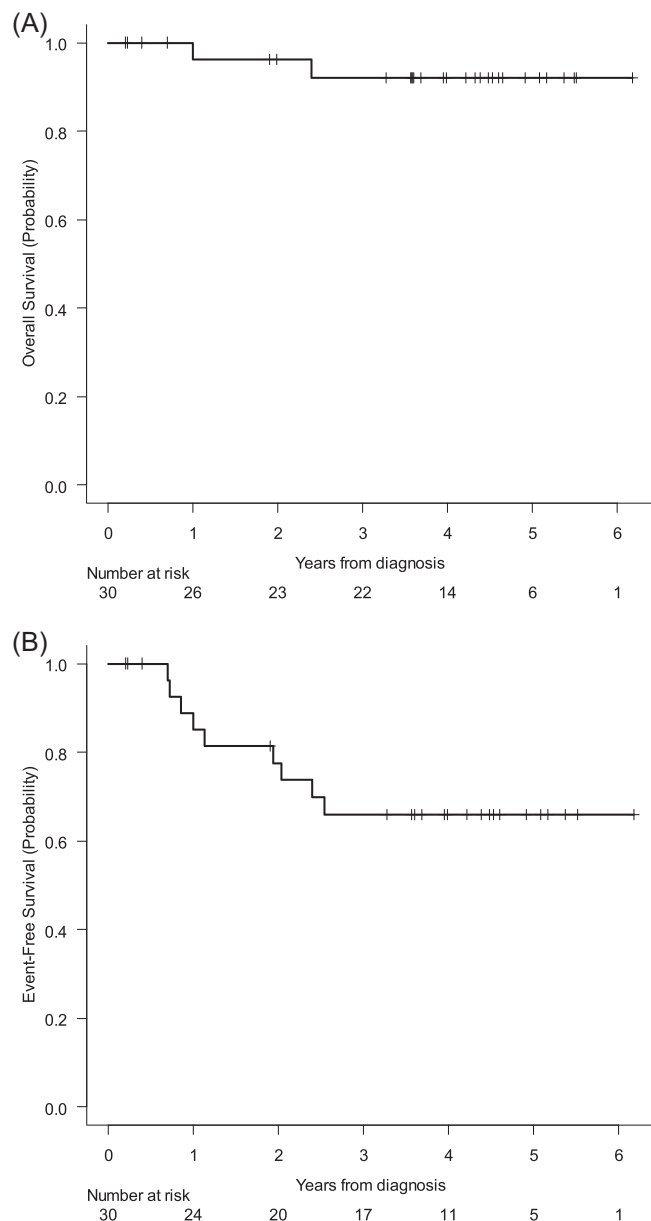 (A)
1.0
0.8
0.6
0.4
0.2
0.0
Overall Survival (Probability)
0 1 2 3 4 5 6
Years from diagnosis
Number at risk
30 26 23 22 14 6 1
(B)
1.0
0.8
0.6
0.4
0.2
0.0
Event-Free Survival (Probability)
0 1 2 3 4 5 6
Years from diagnosis
Number at risk
30 24 20 17 11 5 1